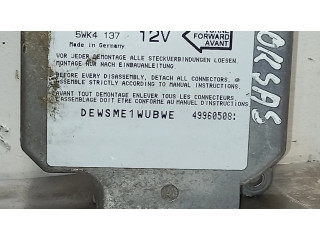 5WK4 137 12V FORWARD
Made in Germany AVANT
VOR JEDER DEMONTAGE ALLE STECKVERBINDUNGEN LOESEN.
MONTAGE NUR NACH EINBAUANLEITUNG
BEFORE EVERY DISASSEMBLY, DETACH ALL CONNECTORS.
ASSEMBLE STRICTLY ACCORDING TO MANUAL INSTRUCTIONS.
AVANT TOUT DEMONTAGE ENLEVER TOUS LES CONNECTEURS
L'ASSEMBLAGE DOIT ETRE CONFORME AU MANUEL D'INSTRUCTIONS
DEWSME1WUBWE 49960508: